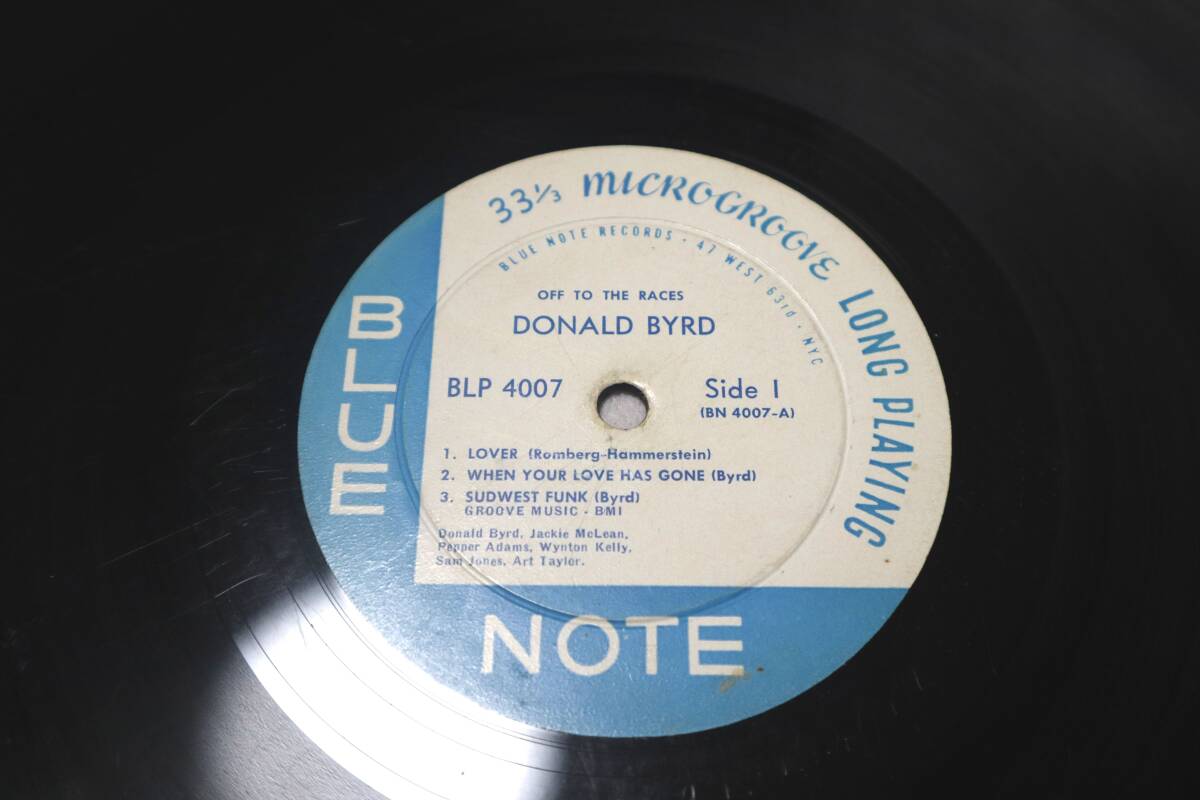 33⅓ MICROGROOVE LONG PLAYING
BLUE NOTE RECORDS · 47 WEST 63rd · NYC
OFF TO THE RACES
DONALD BYRD
BLP 4007 Side 1
(BN 4007-A)
1. LOVER (Romberg-Hammerstein)
2. WHEN YOUR LOVE HAS GONE (Byrd)
3. SUDWEST FUNK (Byrd)
GROOVE MUSIC - BMI
Donald Byrd, Jackie McLean,
Pepper Adams, Wynton Kelly,
Sam Jones, Art Taylor.
BLUE
NOTE